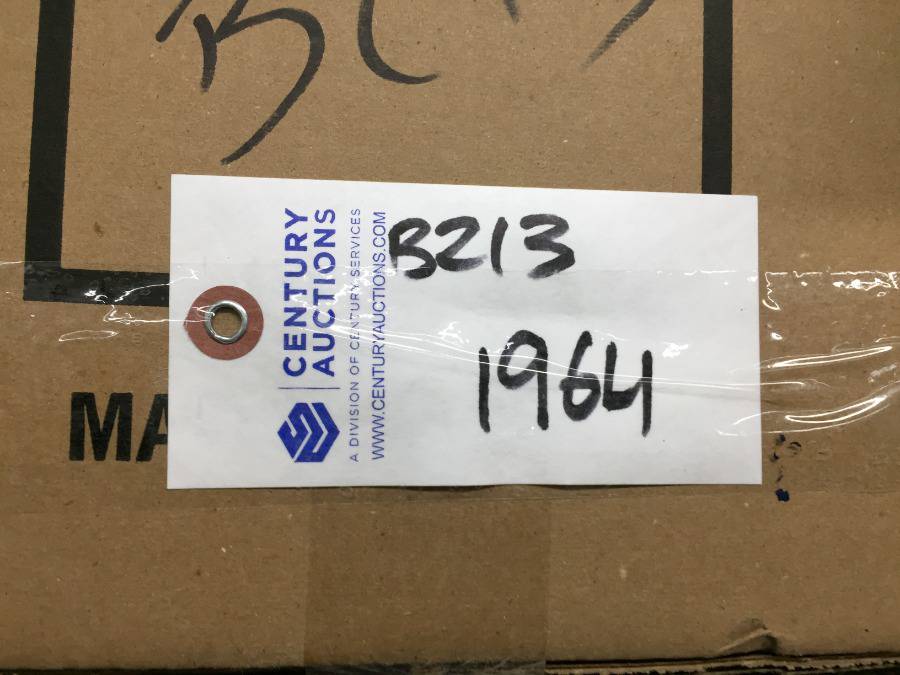 B213
1964
CENTURY
AUCTIONS
A DIVISION OF CENTURY SERVICES
WWW.CENTURYAUCTIONS.COM
MA